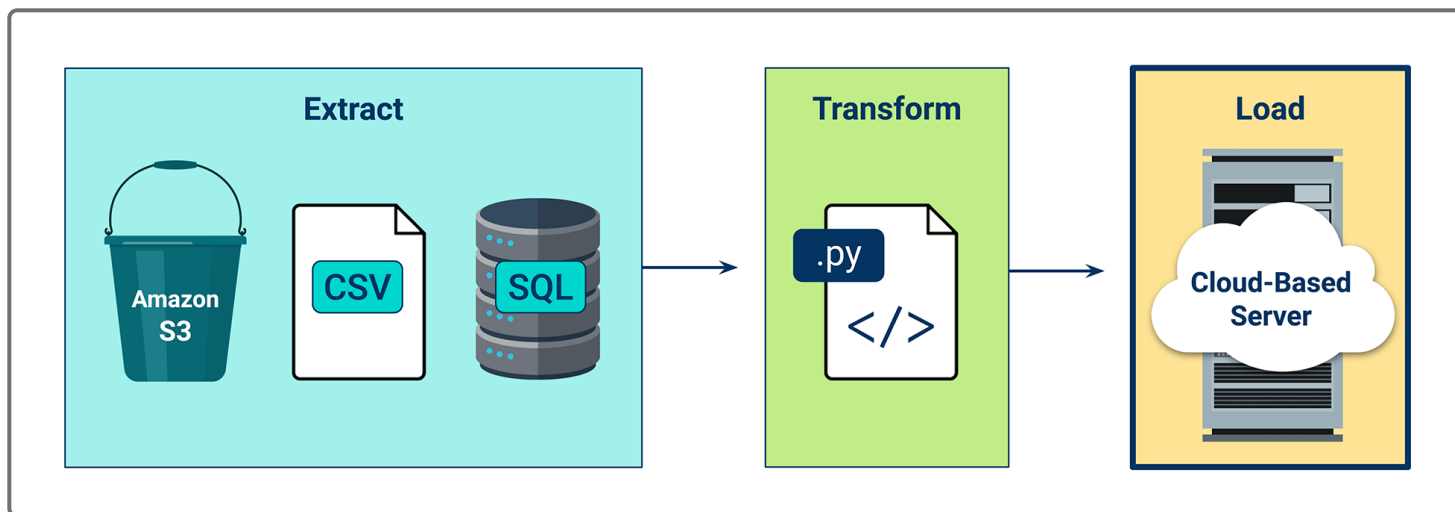 Extract
Amazon
S3
CSV
SQL
Transform
.py
</>
Load
Cloud-Based
Server